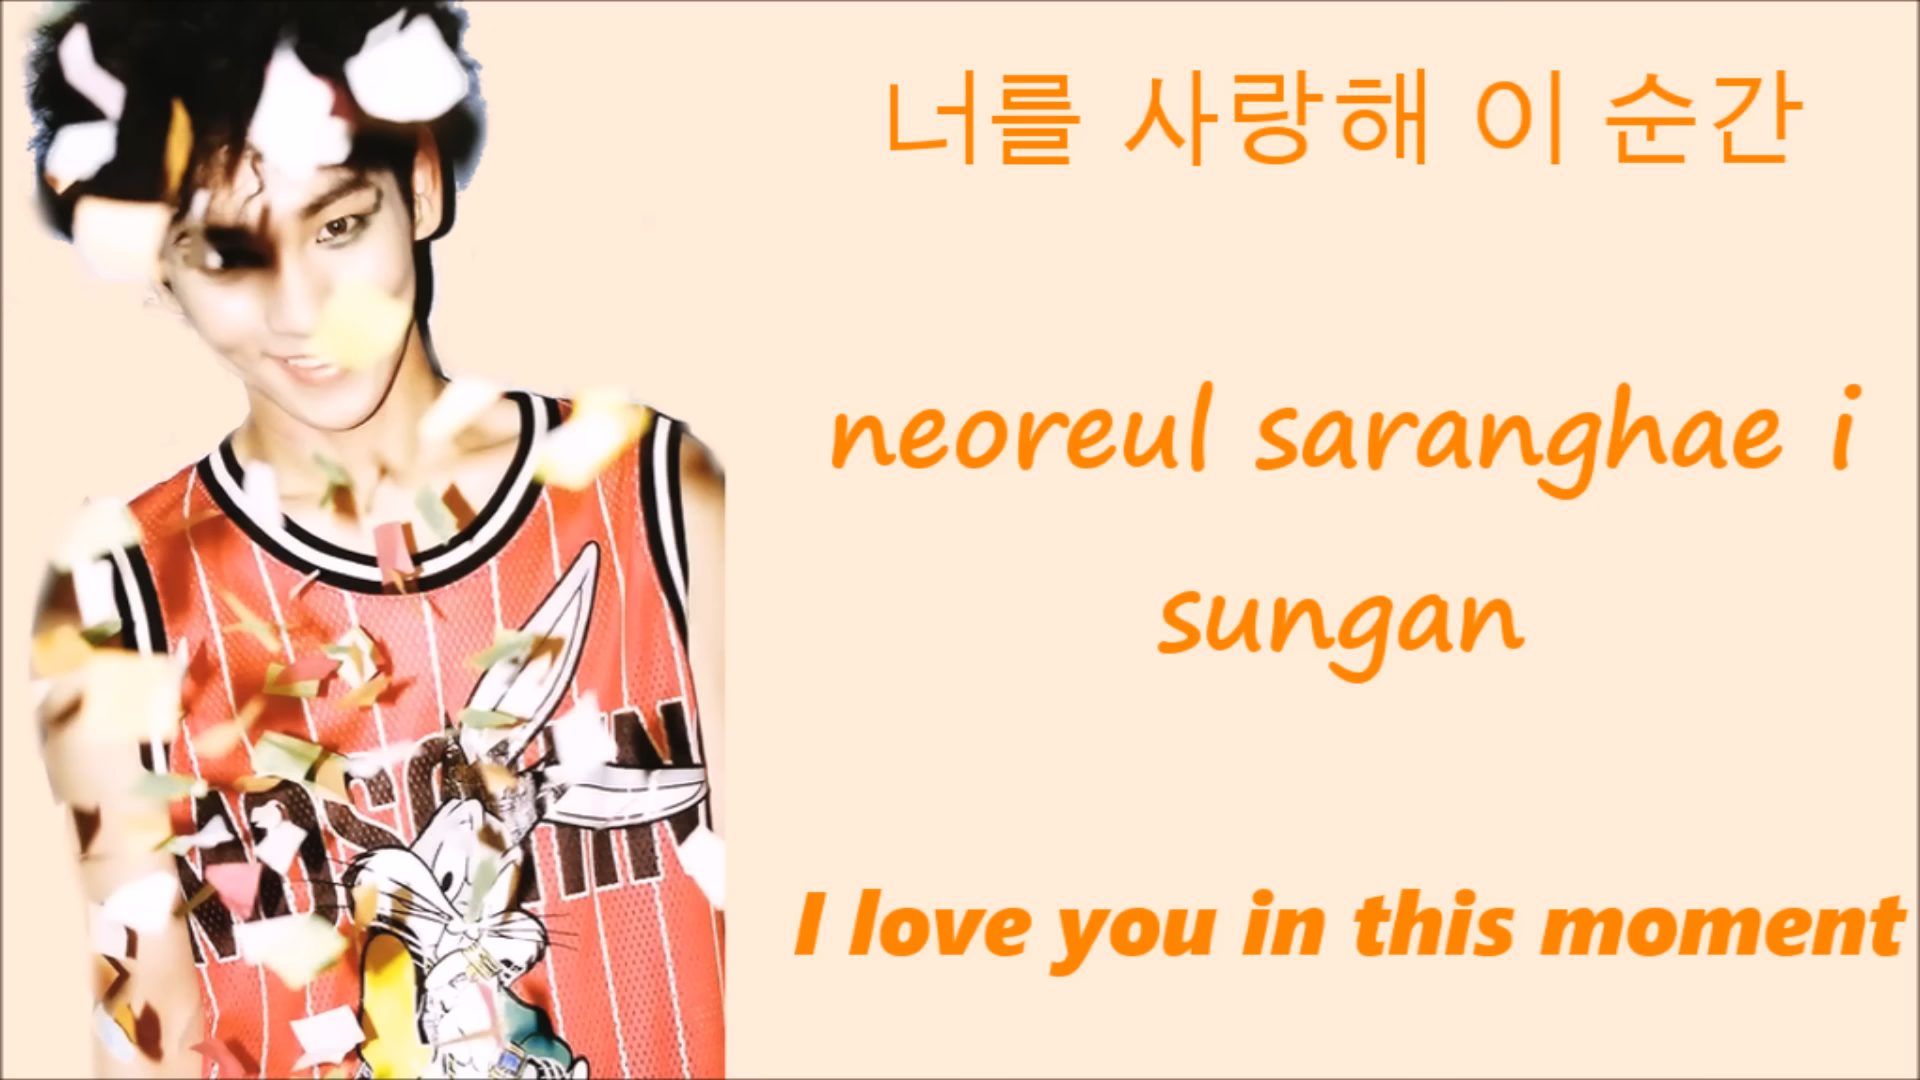 너를 사랑해 이 순간
neoreul saranghae i
sungan
I love you in this moment